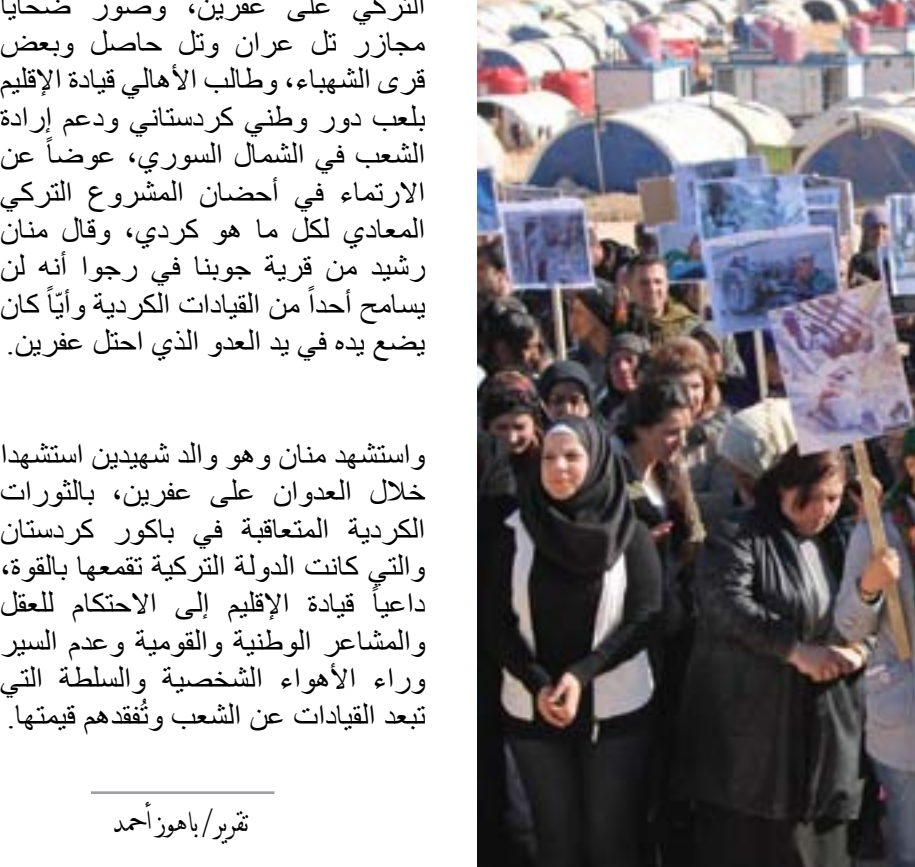 التركي على عفرين، وصور ضحايا
مجازر تل عران وتل حاصل وبعض
قرى الشهباء، وطالب الأهالي قيادة الإقليم
بلعب دور وطني كردستاني ودعم إرادة
الشعب في الشمال السوري، عوضاً عن
الارتماء في أحضان المشروع التركي
المعادي لكل ما هو كردي، وقال منان
رشيد من قرية جوبنا في رجوا أنه لن
يسامح أحداً من القيادات الكردية وأيّاً كان
يضع يده في يد العدو الذي احتل عفرين.
واستشهد منان وهو والد شهيدين استشهدا
خلال العدوان على عفرين، بالثورات
الكردية المتعاقبة في باكور كردستان
والتي كانت الدولة التركية تقمعها بالقوة،
داعياً قيادة الإقليم إلى الاحتكام للعقل
والمشاعر الوطنية والقومية وعدم السير
وراء الأهواء الشخصية والسلطة التي
تبعد القيادات عن الشعب وتُفقدهم قيمتها.
تقرير/ باهوز أحمد